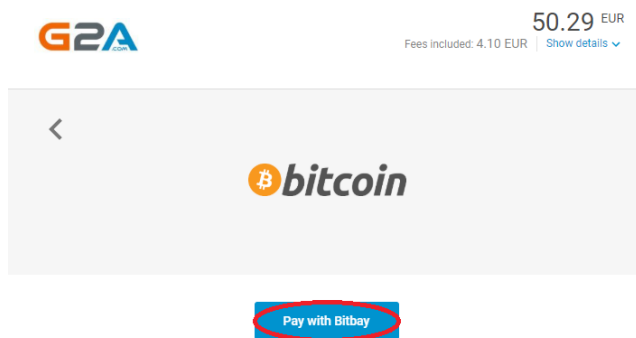 G2A
.COM
50.29 EUR
Fees included: 4.10 EUR Show details
bitcoin
Pay with Bitbay